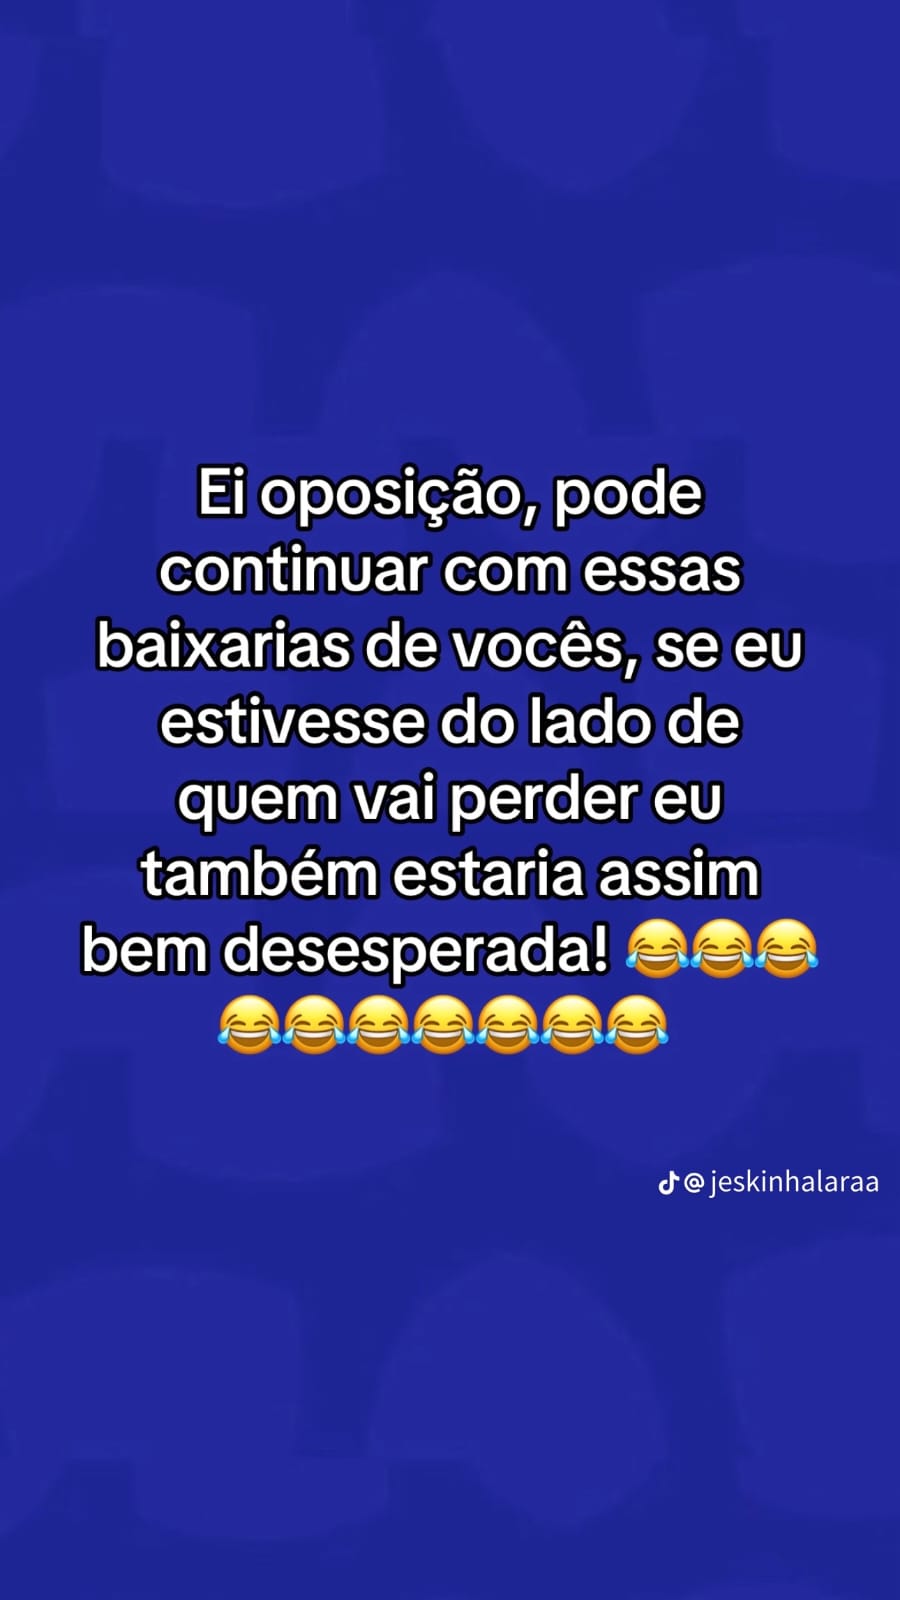 Ei oposição, pode
continuar com essas
baixarias de vocês, se eu
estivesse do lado de
quem vai perder eu
também estaria assim
bem desesperada! 😂😂😂
😂😂😂😂😂😂😂
@jeskinhalaraa